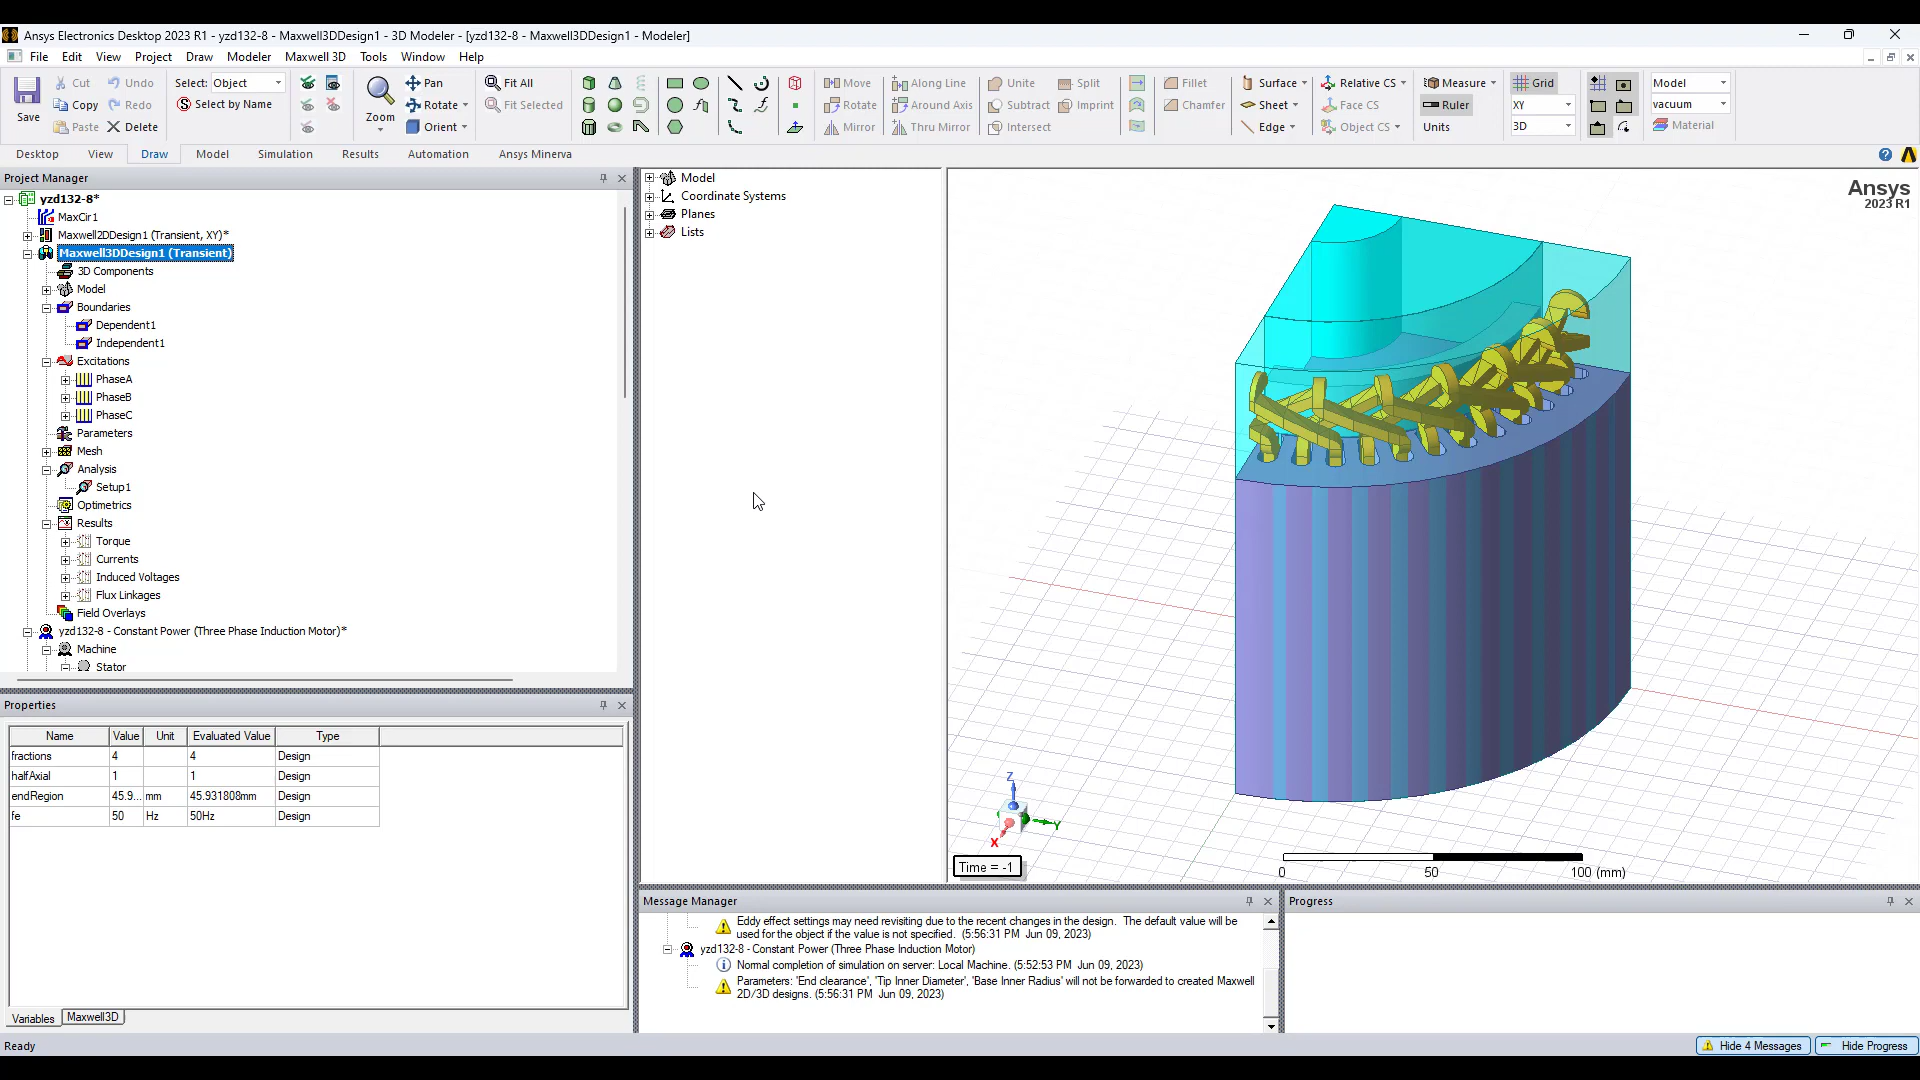 Ansys Electronics Desktop 2023 R1 - yzd132-8 - Maxwell3DDesign1 - 3D Modeler - [yzd132-8 - Maxwell3DDesign1 - Modeler]
File Edit View Project Draw Modeler Maxwell 3D Tools Window Help
Save
Cut Undo
Copy Redo
Paste Delete
Select: Object
Select by Name
Zoom
Pan
Rotate
Orient
Fit All
Fit Selected
Move Along Line
Rotate Around Axis
Mirror Thru Mirror
Unite Split
Subtract Imprint
Intersect
Fillet
Chamfer
Surface
Sheet
Edge
Relative CS
Face CS
Object CS
Measure
Ruler
Units
Grid
XY
3D
Model
vacuum
Material
Desktop View Draw Model Simulation Results Automation Ansys Minerva
Project Manager
yzd132-8*
MaxCir1
Maxwell2DDesign1 (Transient, XY)*
Maxwell3DDesign1 (Transient)
3D Components
Model
Boundaries
Dependent1
Independent1
Excitations
PhaseA
PhaseB
PhaseC
Parameters
Mesh
Analysis
Setup1
Optimetrics
Results
Torque
Currents
Induced Voltages
Flux Linkages
Field Overlays
yzd132-8 - Constant Power (Three Phase Induction Motor)*
Machine
Stator
Properties
Name Value Unit Evaluated Value Type
fractions 4 4 Design
halfAxial 1 1 Design
endRegion 45.9... mm 45.931808mm Design
fe 50 Hz 50Hz Design
Variables Maxwell3D
Model
Coordinate Systems
Planes
Lists
Ansys
2023 R1
Z
Y
X
Time = -1
0 50 100 (mm)
Message Manager
Eddy effect settings may need revisiting due to the recent changes in the design. The default value will be
used for the object if the value is not specified. (5:56:31 PM Jun 09, 2023)
yzd132-8 - Constant Power (Three Phase Induction Motor)
Normal completion of simulation on server: Local Machine. (5:52:53 PM Jun 09, 2023)
Parameters: 'End clearance', 'Tip Inner Diameter', 'Base Inner Radius' will not be forwarded to created Maxwell
2D/3D designs. (5:56:31 PM Jun 09, 2023)
Progress
Ready
Hide 4 Messages Hide Progress